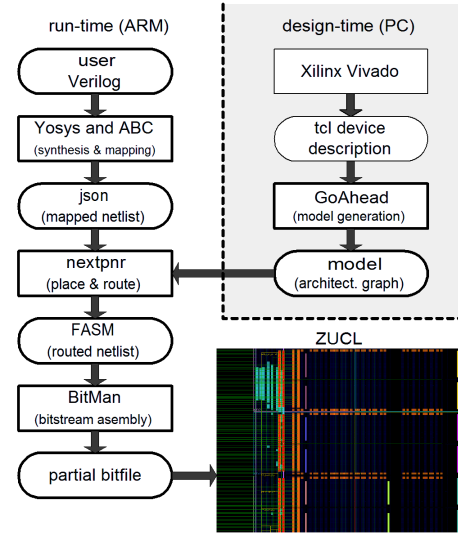 run-time (ARM)
user
Verilog
Yosys and ABC
(synthesis & mapping)
json
(mapped netlist)
nextpnr
(place & route)
FASM
(routed netlist)
BitMan
(bitstream asembly)
partial bitfile
design-time (PC)
Xilinx Vivado
tcl device
description
GoAhead
(model generation)
model
(architect. graph)
ZUCL